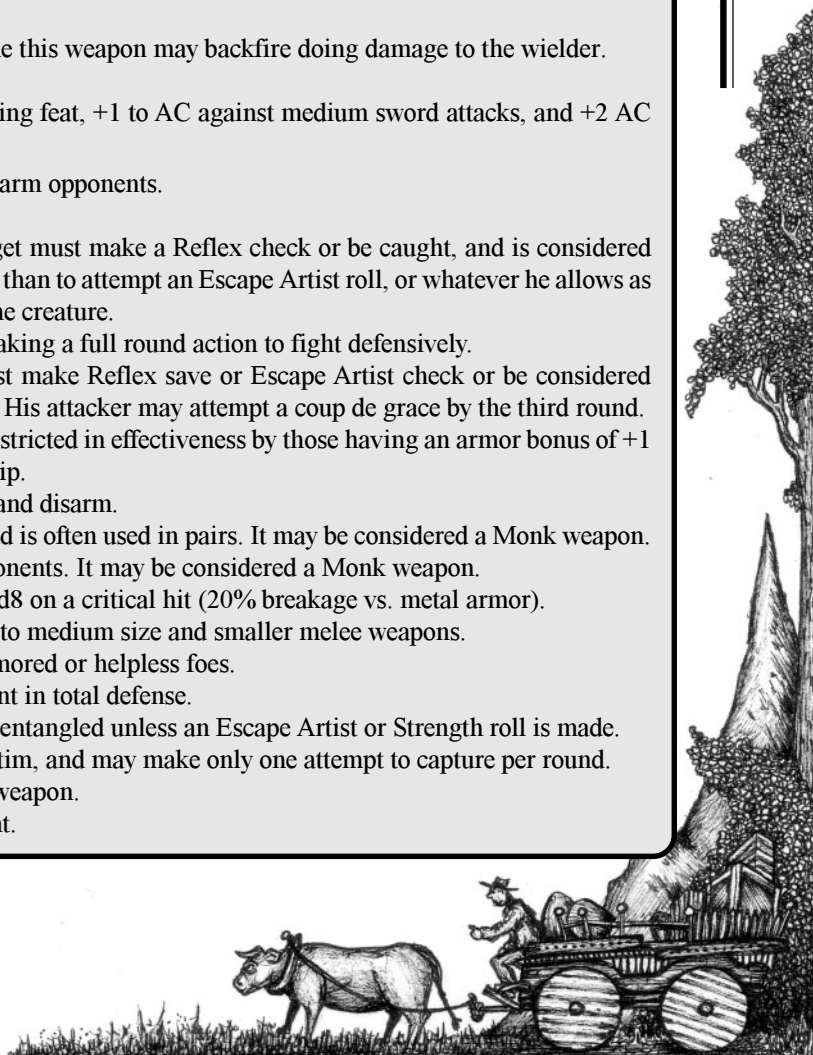 e this weapon may backfire doing damage to the wielder.
ing feat, +1 to AC against medium sword attacks, and +2 AC
arm opponents.
get must make a Reflex check or be caught, and is considered
than to attempt an Escape Artist roll, or whatever he allows as
ne creature.
aking a full round action to fight defensively.
st make Reflex save or Escape Artist check or be considered
His attacker may attempt a coup de grace by the third round.
stricted in effectiveness by those having an armor bonus of +1
ip.
and disarm.
d is often used in pairs. It may be considered a Monk weapon.
onents. It may be considered a Monk weapon.
d8 on a critical hit (20% breakage vs. metal armor).
to medium size and smaller melee weapons.
mored or helpless foes.
nt in total defense.
entangled unless an Escape Artist or Strength roll is made.
tim, and may make only one attempt to capture per round.
weapon.
nt.